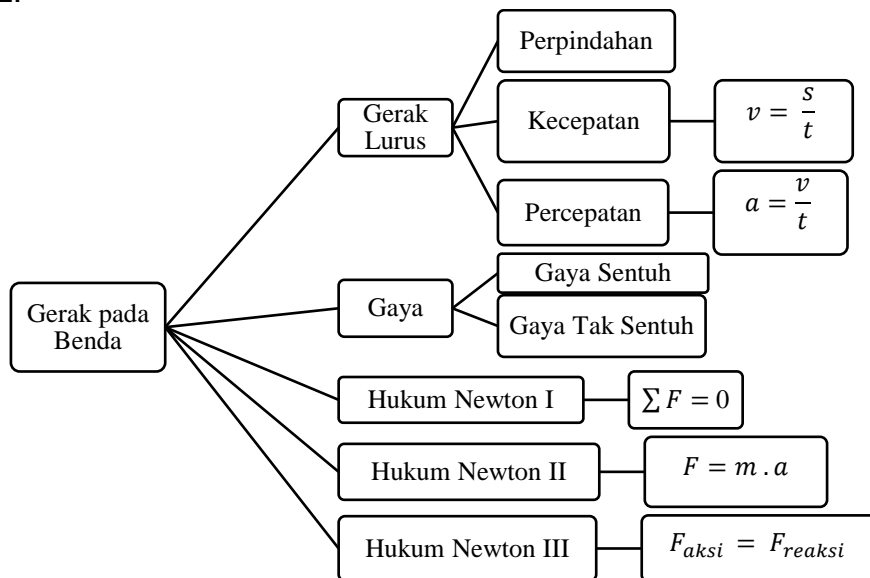 Perpindahan
Gerak
Lurus
Kecepatan
v = s/t
Percepatan
a = v/t
Gerak pada
Benda
Gaya
Gaya Sentuh
Gaya Tak Sentuh
Hukum Newton I
∑ F = 0
Hukum Newton II
F = m . a
Hukum Newton III
F_aksi = F_reaksi